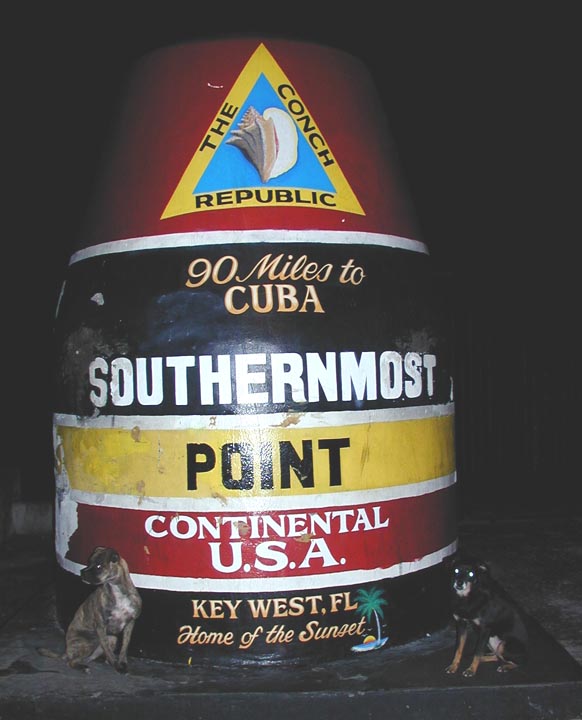 THE CONCH
REPUBLIC
90 Miles to
CUBA
SOUTHERNMOST
POINT
CONTINENTAL
U.S.A.
KEY WEST, FL
Home of the Sunset